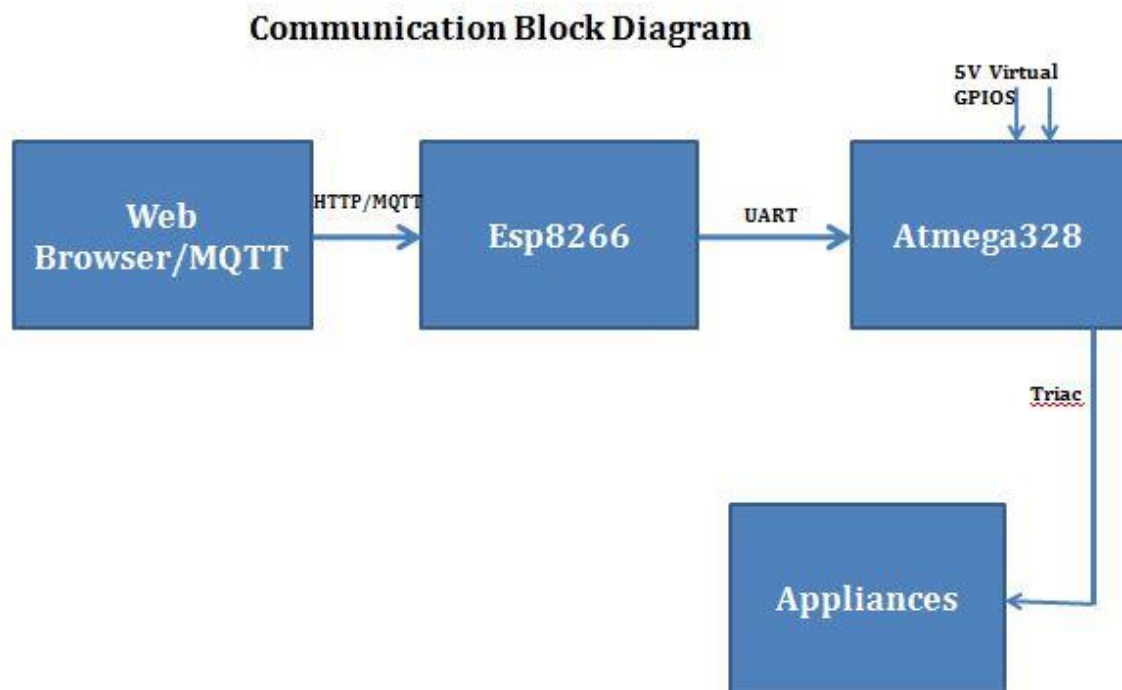 Communication Block Diagram
5V Virtual
GPIOS
Web
Browser/MQTT
HTTP/MQTT
Esp8266
UART
Atmega328
Triac
Appliances